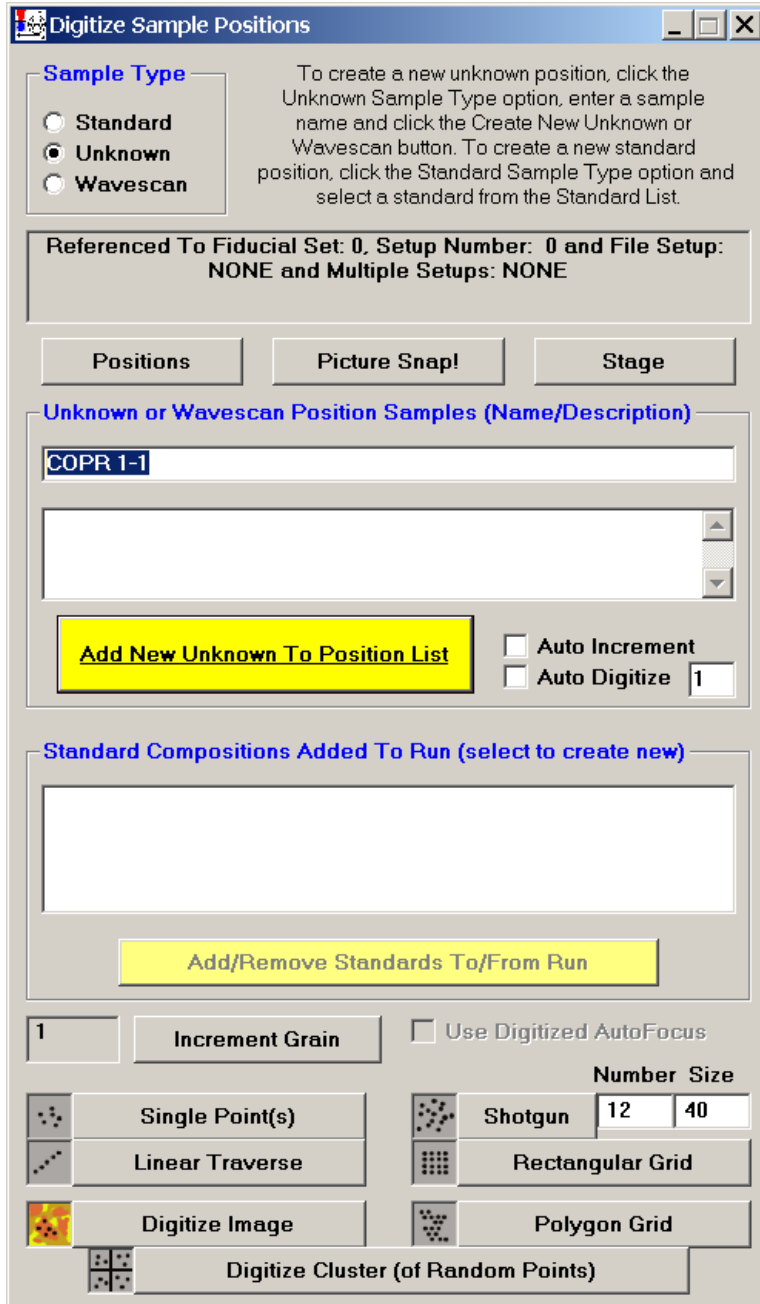 Digitize Sample Positions
Sample Type
Standard
Unknown
Wavescan
To create a new unknown position, click the
Unknown Sample Type option, enter a sample
name and click the Create New Unknown or
Wavescan button. To create a new standard
position, click the Standard Sample Type option and
select a standard from the Standard List.
Referenced To Fiducial Set: 0, Setup Number:  0 and File Setup:
NONE and Multiple Setups: NONE
Positions
Picture Snap!
Stage
Unknown or Wavescan Position Samples (Name/Description)
COPR 1-1
Add New Unknown To Position List
Auto Increment
Auto Digitize 1
Standard Compositions Added To Run (select to create new)
Add/Remove Standards To/From Run
1
Increment Grain
Use Digitized AutoFocus
Number Size
Single Point(s)
Shotgun 12 40
Linear Traverse
Rectangular Grid
Digitize Image
Polygon Grid
Digitize Cluster (of Random Points)